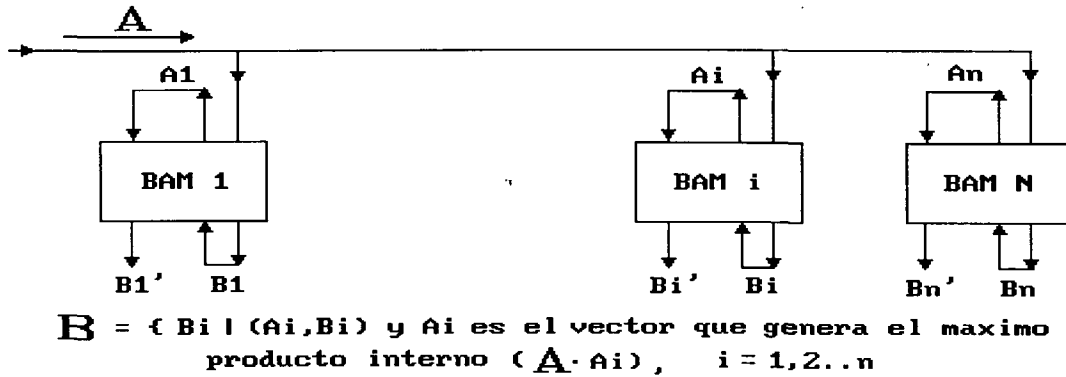 A
A1 Ai An
BAM 1 BAM i BAM N
B1' B1 Bi' Bi Bn' Bn
B = { Bi | (Ai,Bi) y Ai es el vector que genera el maximo
producto interno (A·Ai), i = 1,2..n